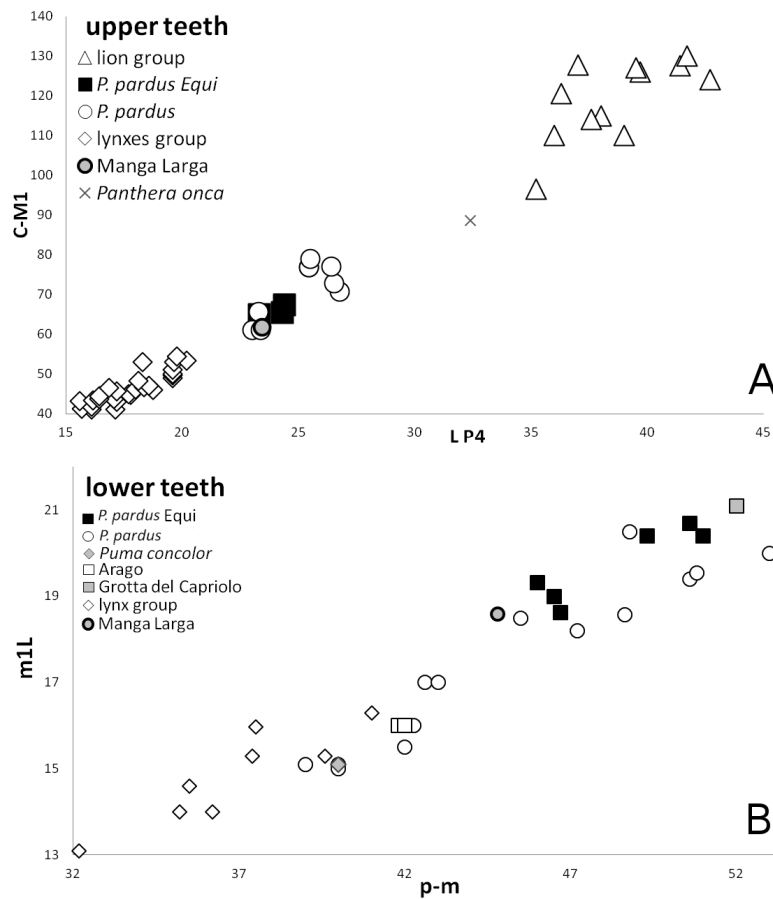 140
upper teeth
130
lion group
120
P. pardus Equi
110
P. pardus
100
lynxes group
90
Manga Larga
80
Panthera onca
70
60
50
40
C-M1
15 20 25 30 35 40 45
L P4
A
21
lower teeth
P. pardus Equi
P. pardus
Puma concolor
Arago
Grotta del Capriolo
lynx group
Manga Larga
19
17
15
13
m1L
32 37 42 47 52
p-m
B